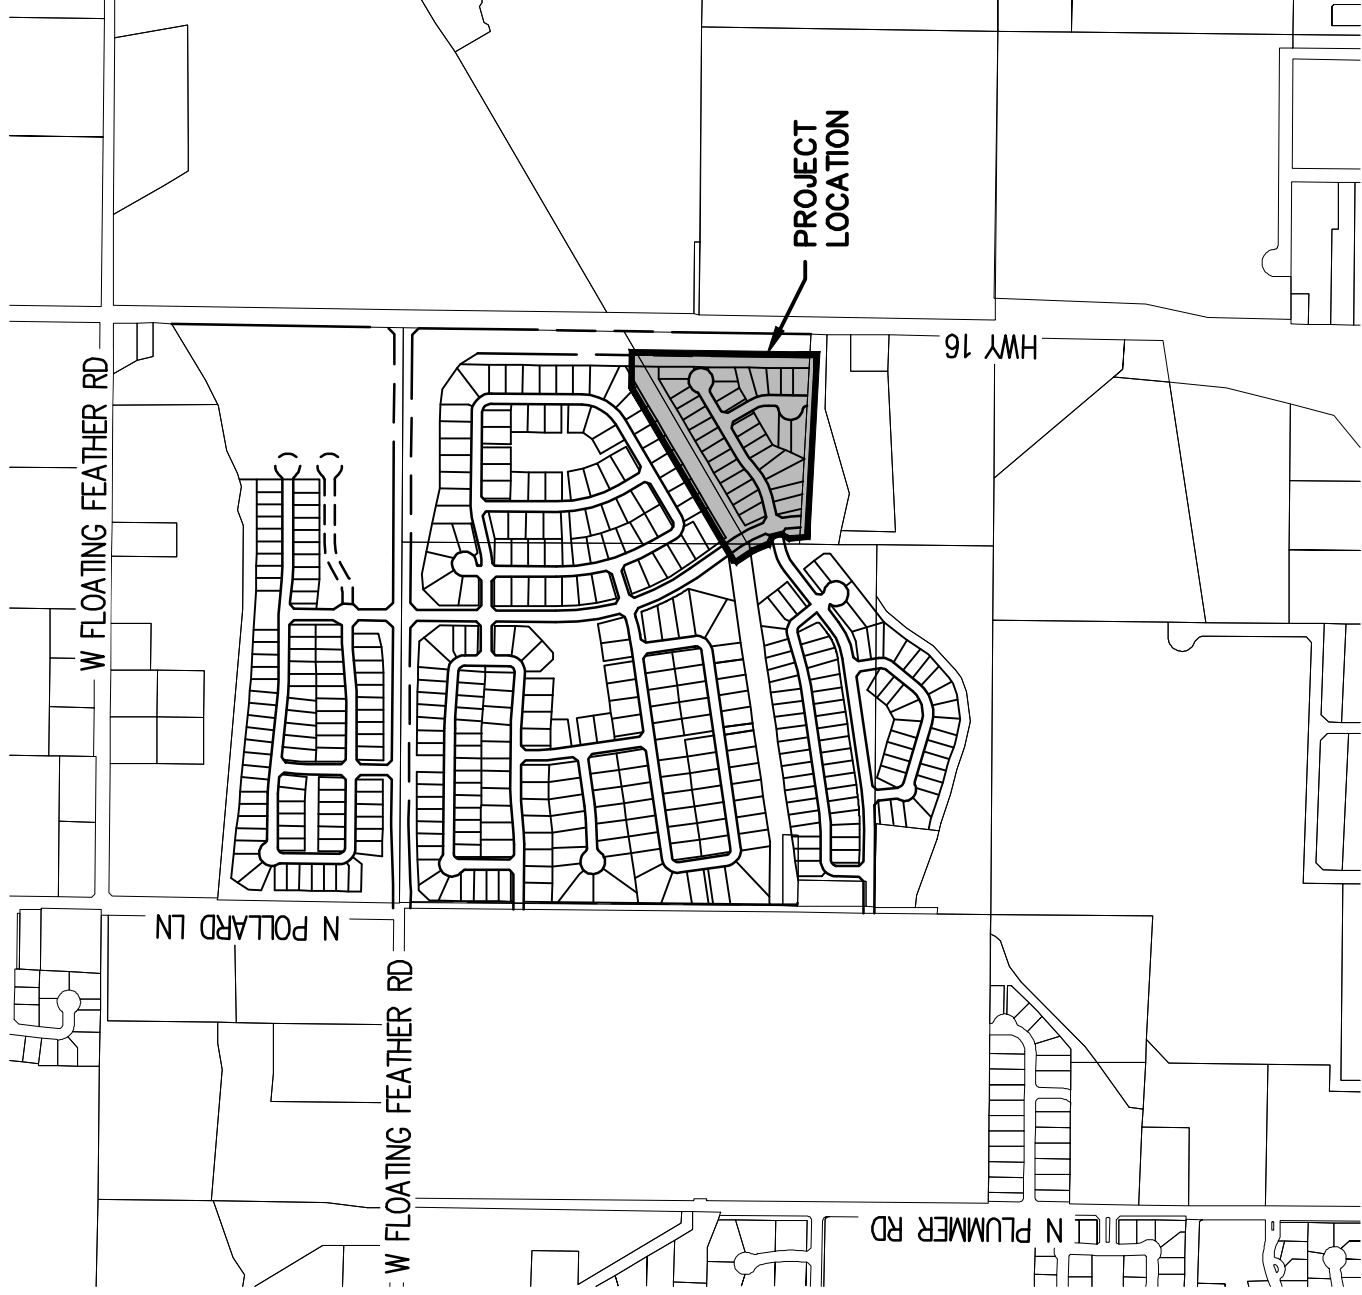 PROJECT
LOCATION
HWY 16
W FLOATING FEATHER RD
N POLLARD LN
W FLOATING FEATHER RD
N PLUMMER RD